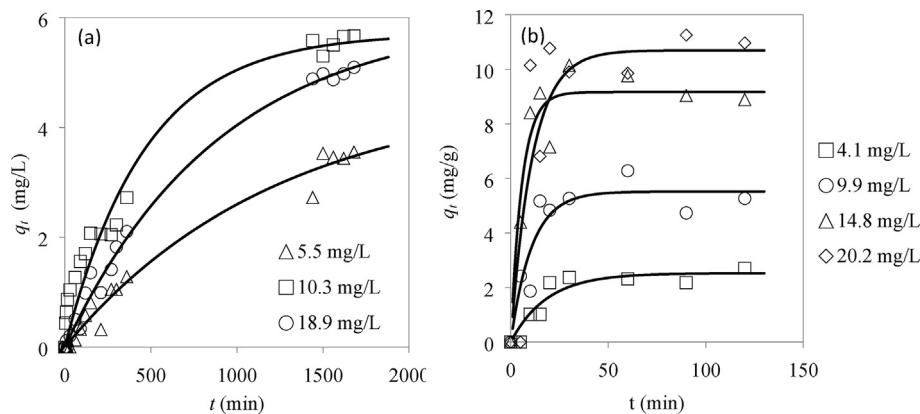 (a)
6
4
2
0
0
500
1000
1500
2000
qt (mg/L)
t (min)
5.5 mg/L
10.3 mg/L
18.9 mg/L
(b)
12
10
8
6
4
2
0
0
50
100
150
qt (mg/g)
t (min)
4.1 mg/L
9.9 mg/L
14.8 mg/L
20.2 mg/L